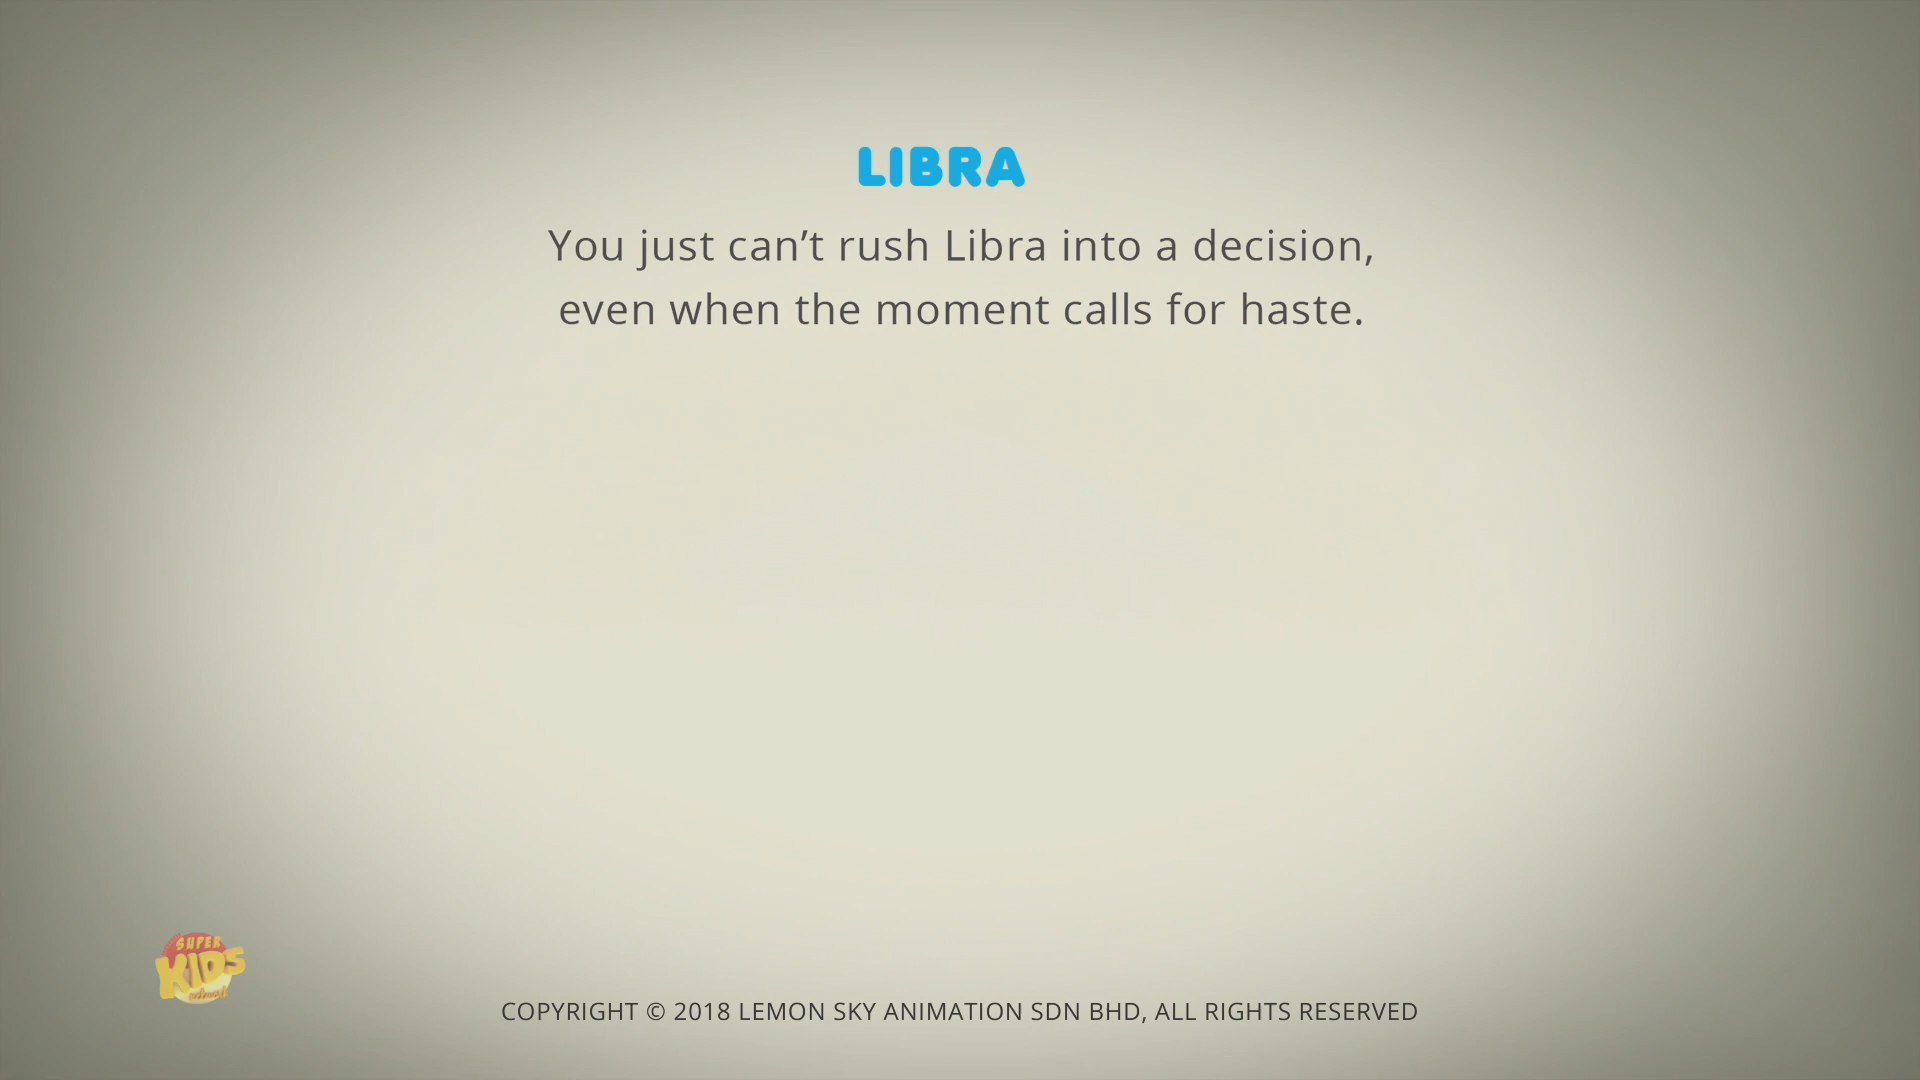 LIBRA
You just can’t rush Libra into a decision,
even when the moment calls for haste.
SUPER
KIDS
COPYRIGHT © 2018 LEMON SKY ANIMATION SDN BHD, ALL RIGHTS RESERVED